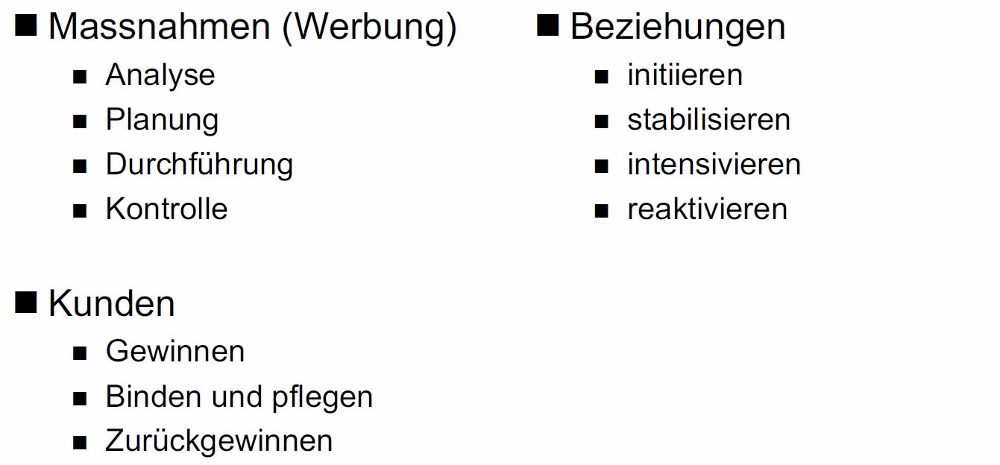 ■ Massnahmen (Werbung)
■ Analyse
■ Planung
■ Durchführung
■ Kontrolle
■ Beziehungen
■ initiieren
■ stabilisieren
■ intensivieren
■ reaktivieren
■ Kunden
■ Gewinnen
■ Binden und pflegen
■ Zurückgewinnen